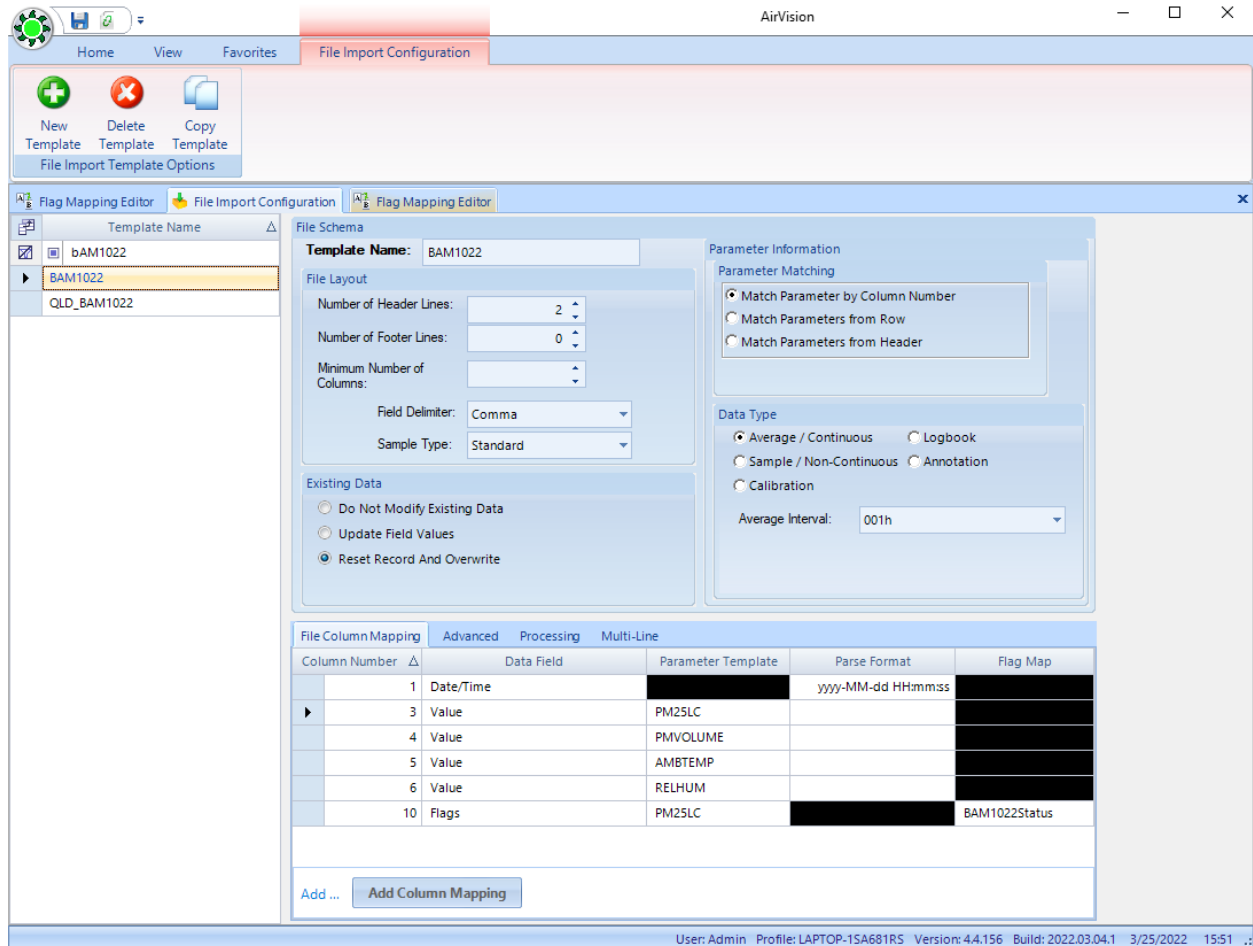 AirVision
Home View Favorites File Import Configuration
New Template Delete Template Copy Template
File Import Template Options
Flag Mapping Editor File Import Configuration Flag Mapping Editor
Template Name
bAM1022
BAM1022
QLD_BAM1022
File Schema
Template Name: BAM1022
File Layout
Number of Header Lines: 2
Number of Footer Lines: 0
Minimum Number of
Columns:
Field Delimiter: Comma
Sample Type: Standard
Existing Data
Do Not Modify Existing Data
Update Field Values
Reset Record And Overwrite
Parameter Information
Parameter Matching
Match Parameter by Column Number
Match Parameters from Row
Match Parameters from Header
Data Type
Average / Continuous Logbook
Sample / Non-Continuous Annotation
Calibration
Average Interval: 001h
File Column Mapping Advanced Processing Multi-Line
Column Number Data Field Parameter Template Parse Format Flag Map
1 Date/Time yyyy-MM-dd HH:mm:ss
3 Value PM25LC
4 Value PMVOLUME
5 Value AMBTEMP
6 Value RELHUM
10 Flags PM25LC BAM1022Status
Add ... Add Column Mapping
User: Admin Profile: LAPTOP-1SA681RS Version: 4.4.156 Build: 2022.03.04.1 3/25/2022 15:51